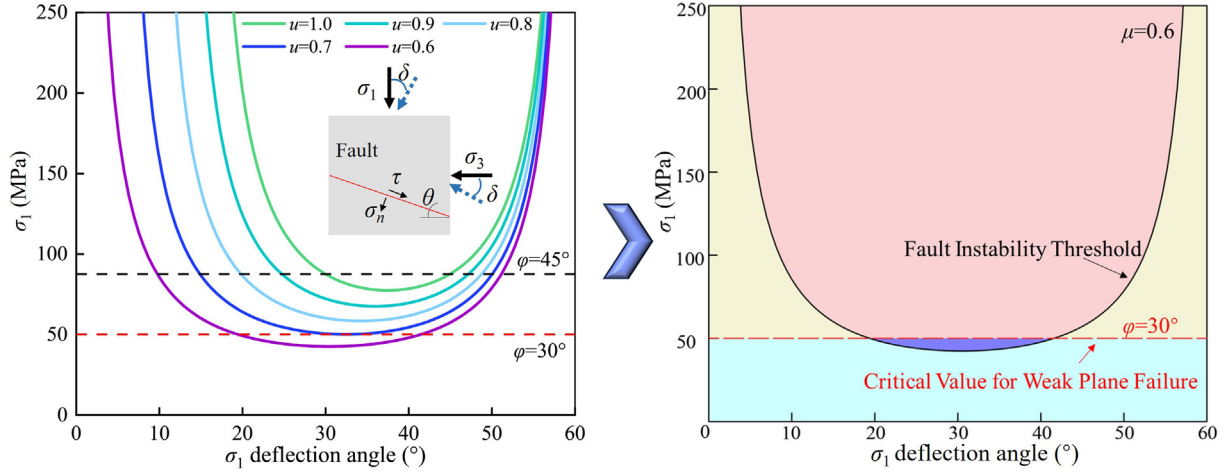 250
200
150
100
50
0
σ1 (MPa)
u=1.0 u=0.9 u=0.8
u=0.7 u=0.6
σ1 δ
Fault
σ3
τ
θ
δ
σn
φ=45°
φ=30°
0 10 20 30 40 50 60
σ1 deflection angle (°)
250
200
150
100
50
0
σ1 (MPa)
μ=0.6
Fault Instability Threshold
φ=30°
Critical Value for Weak Plane Failure
0 10 20 30 40 50 60
σ1 deflection angle (°)